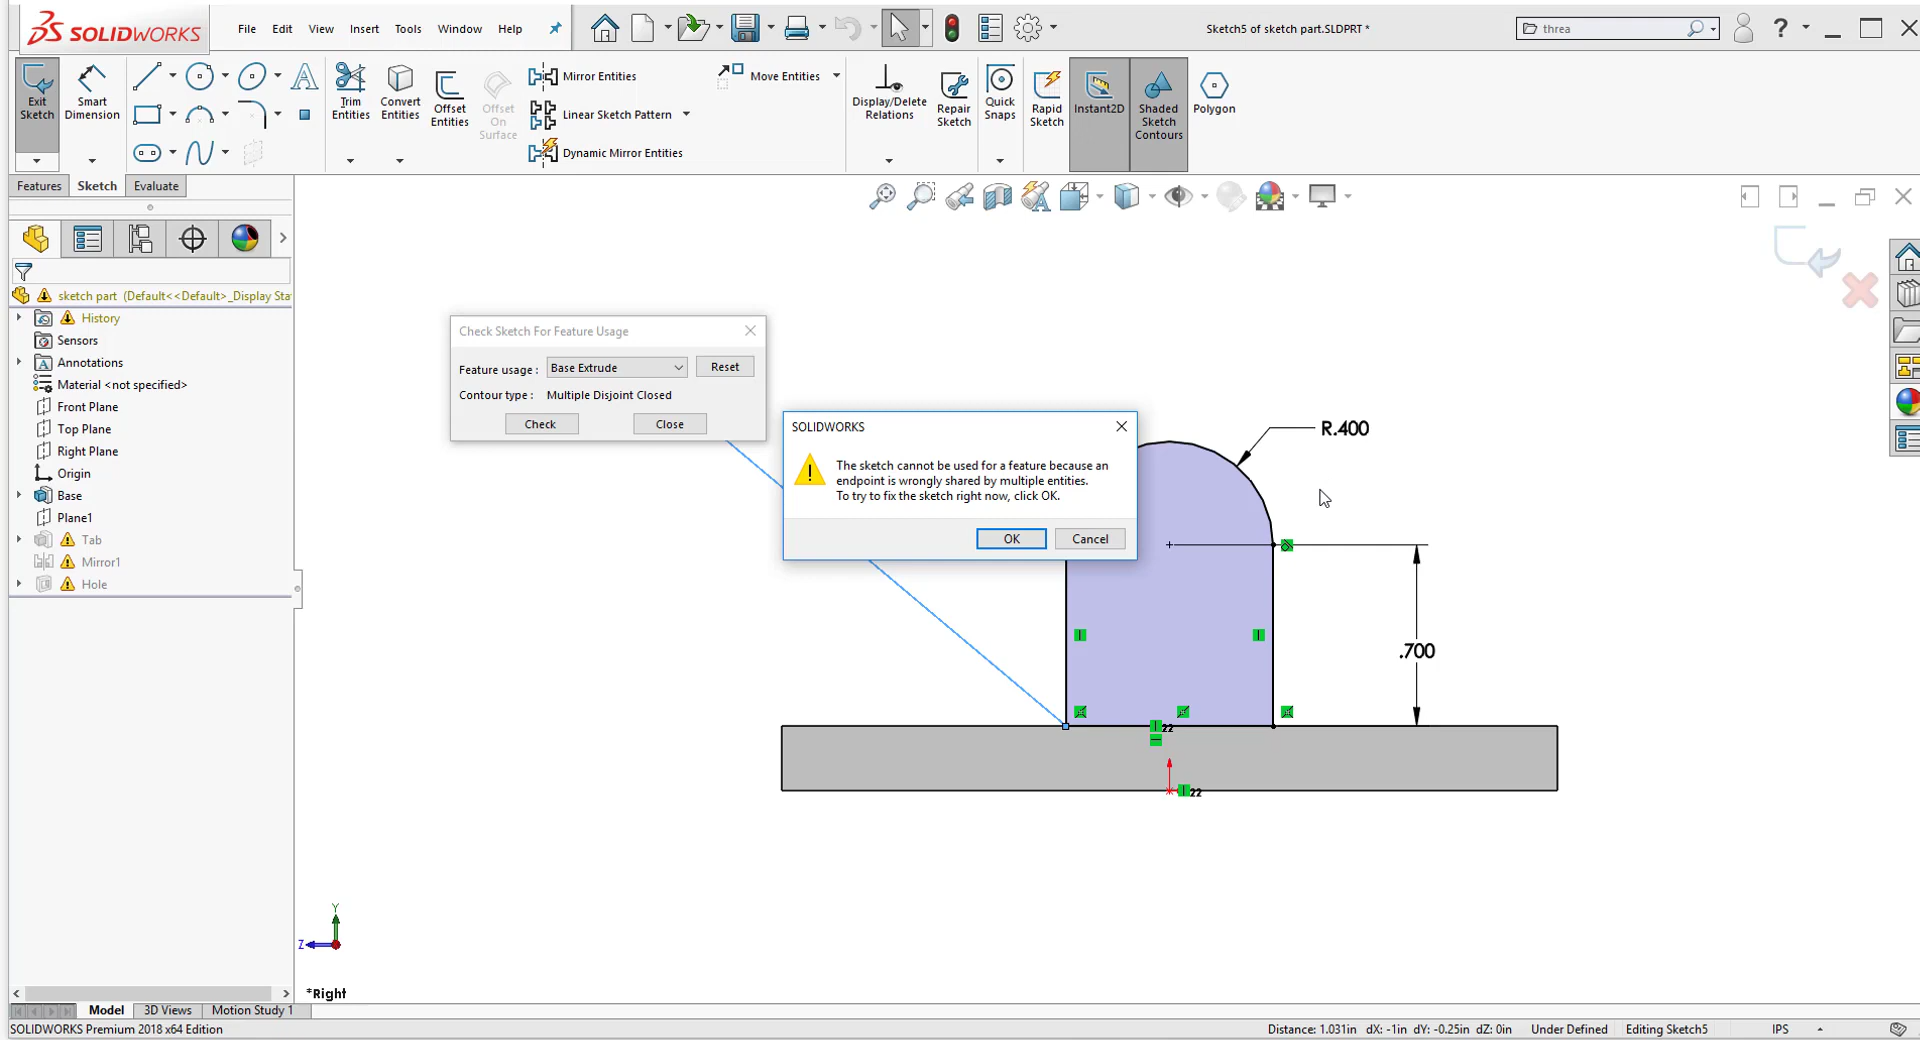 SOLIDWORKS
File Edit View Insert Tools Window Help
Sketch5 of sketch part.SLDPRT *
threa
?
Exit Sketch
Smart Dimension
Trim Entities
Convert Entities
Offset Entities
Offset On Surface
Mirror Entities
Linear Sketch Pattern
Dynamic Mirror Entities
Move Entities
Display/Delete Relations
Repair Sketch
Quick Snaps
Rapid Sketch
Instant2D
Shaded Sketch Contours
Polygon
Features Sketch Evaluate
sketch part (Default<<Default>_Display Sta
History
Sensors
Annotations
Material <not specified>
Front Plane
Top Plane
Right Plane
Origin
Base
Plane1
Tab
Mirror1
Hole
Check Sketch For Feature Usage
Feature usage : Base Extrude Reset
Contour type : Multiple Disjoint Closed
Check Close
SOLIDWORKS
The sketch cannot be used for a feature because an
endpoint is wrongly shared by multiple entities.
To try to fix the sketch right now, click OK.
OK Cancel
R.400
.700
22
22
Y
Z
*Right
Model 3D Views Motion Study 1
SOLIDWORKS Premium 2018 x64 Edition
Distance: 1.031in dX: -1in dY: -0.25in dZ: 0in Under Defined Editing Sketch5 IPS